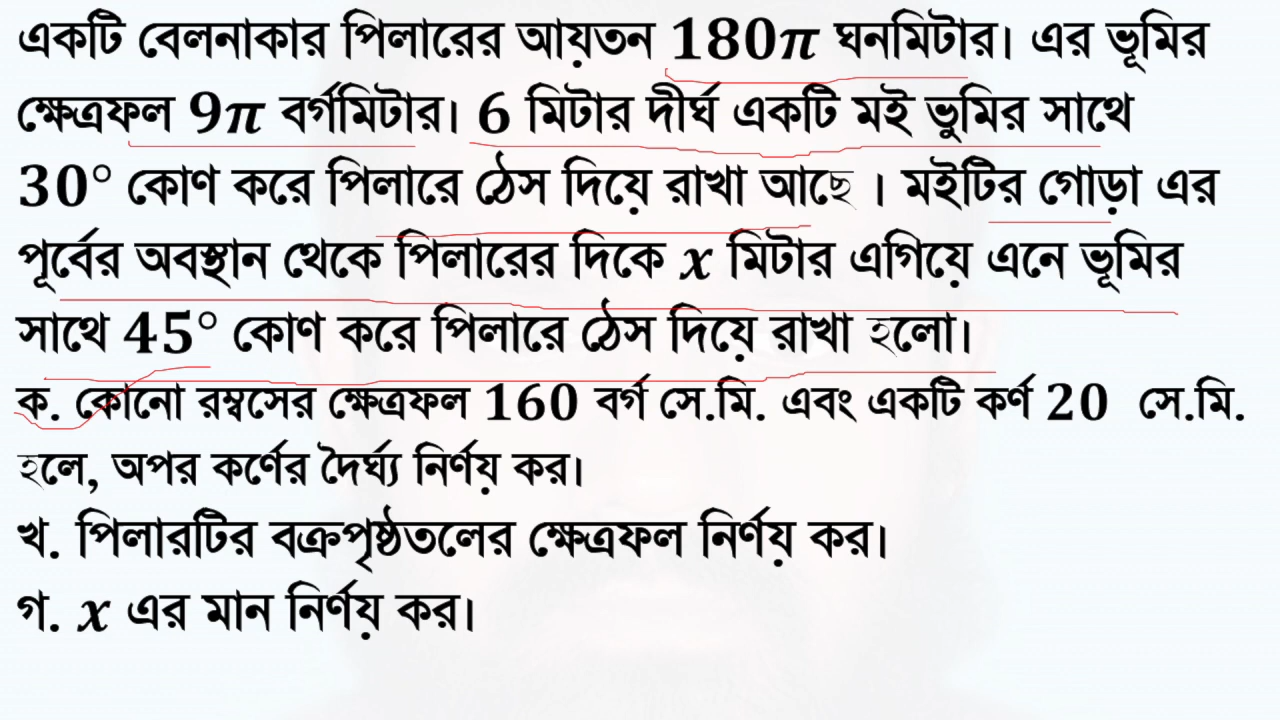 একটি বেলনাকার পিলারের আয়তন 180π ঘনমিটার। এর ভূমির
ক্ষেত্রফল 9π বর্গমিটার। 6 মিটার দীর্ঘ একটি মই ভুমির সাথে
30° কোণ করে পিলারে ঠেস দিয়ে রাখা আছে । মইটির গোড়া এর
পূর্বের অবস্থান থেকে পিলারের দিকে x মিটার এগিয়ে এনে ভূমির
সাথে 45° কোণ করে পিলারে ঠেস দিয়ে রাখা হলো।
ক. কোনো রম্বসের ক্ষেত্রফল 160 বর্গ সে.মি. এবং একটি কর্ণ 20 সে.মি.
হলে, অপর কর্ণের দৈর্ঘ্য নির্ণয় কর।
খ. পিলারটির বক্রপৃষ্ঠতলের ক্ষেত্রফল নির্ণয় কর।
গ. x এর মান নির্ণয় কর।